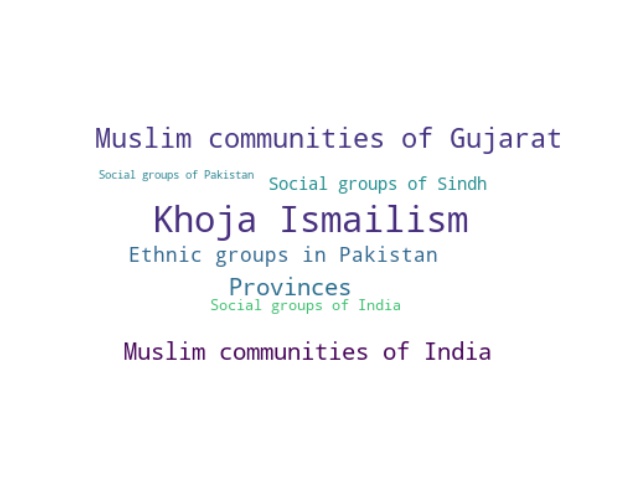 Muslim communities of Gujarat
Social groups of Pakistan
Social groups of Sindh
Khoja Ismailism
Ethnic groups in Pakistan
Provinces
Social groups of India
Muslim communities of India